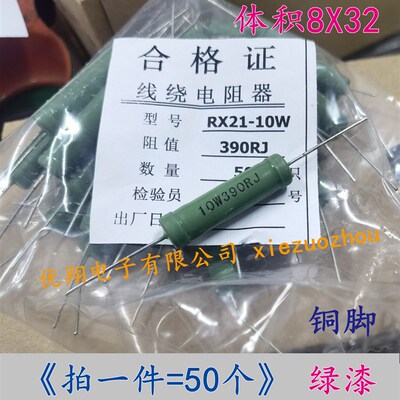 体积8X32
合格证
线绕电阻器
型号 RX21-10W
阻值 390RJ
数量 5 只
检验员 号
出厂日
10W390RJ
优翔电子有限公司 xiezuozhou
铜脚
《拍一件=50个》 绿漆